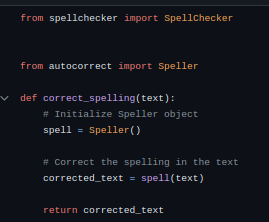 from spellchecker import SpellChecker
from autocorrect import Speller
def correct_spelling(text):
# Initialize Speller object
spell = Speller()
# Correct the spelling in the text
corrected_text = spell(text)
return corrected_text